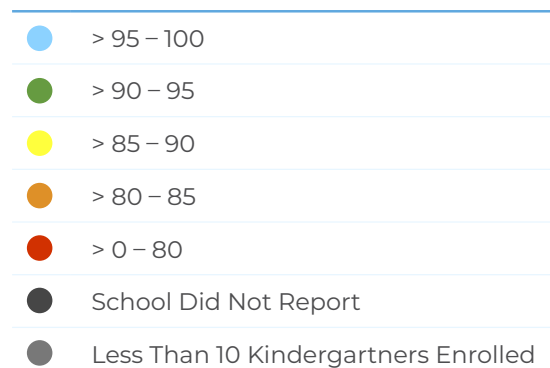 > 95 – 100
> 90 – 95
> 85 – 90
> 80 – 85
> 0 – 80
School Did Not Report
Less Than 10 Kindergartners Enrolled